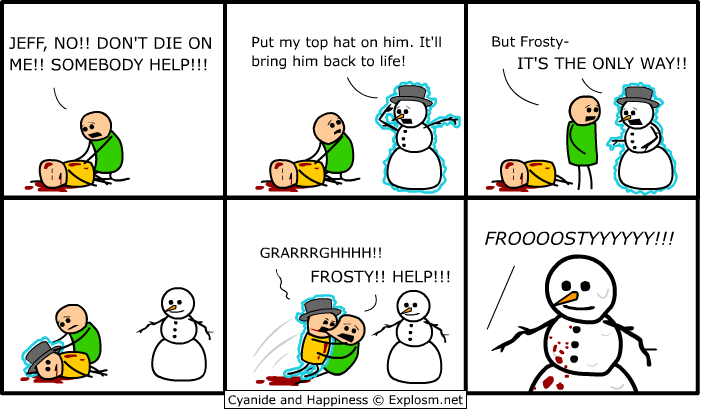 JEFF, NO!! DON'T DIE ON
ME!! SOMEBODY HELP!!!
Put my top hat on him. It'll
bring him back to life!
But Frosty-
IT'S THE ONLY WAY!!
GRARRRGHHHH!!
FROSTY!! HELP!!!
FROOOOSTYYYYYY!!!
Cyanide and Happiness © Explosm.net